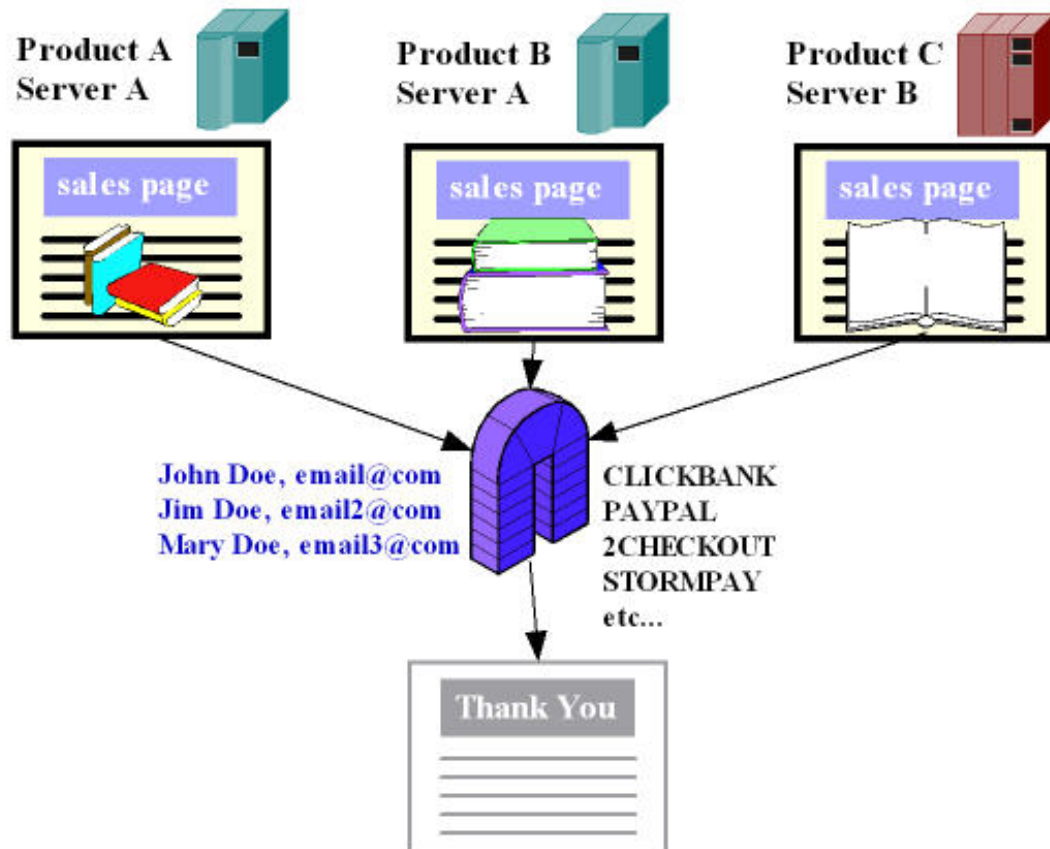 Product A
Server A
Product B
Server A
Product C
Server B
sales page
sales page
sales page
John Doe, email@com
Jim Doe, email2@com
Mary Doe, email3@com
CLICKBANK
PAYPAL
2CHECKOUT
STORMPAY
etc...
Thank You